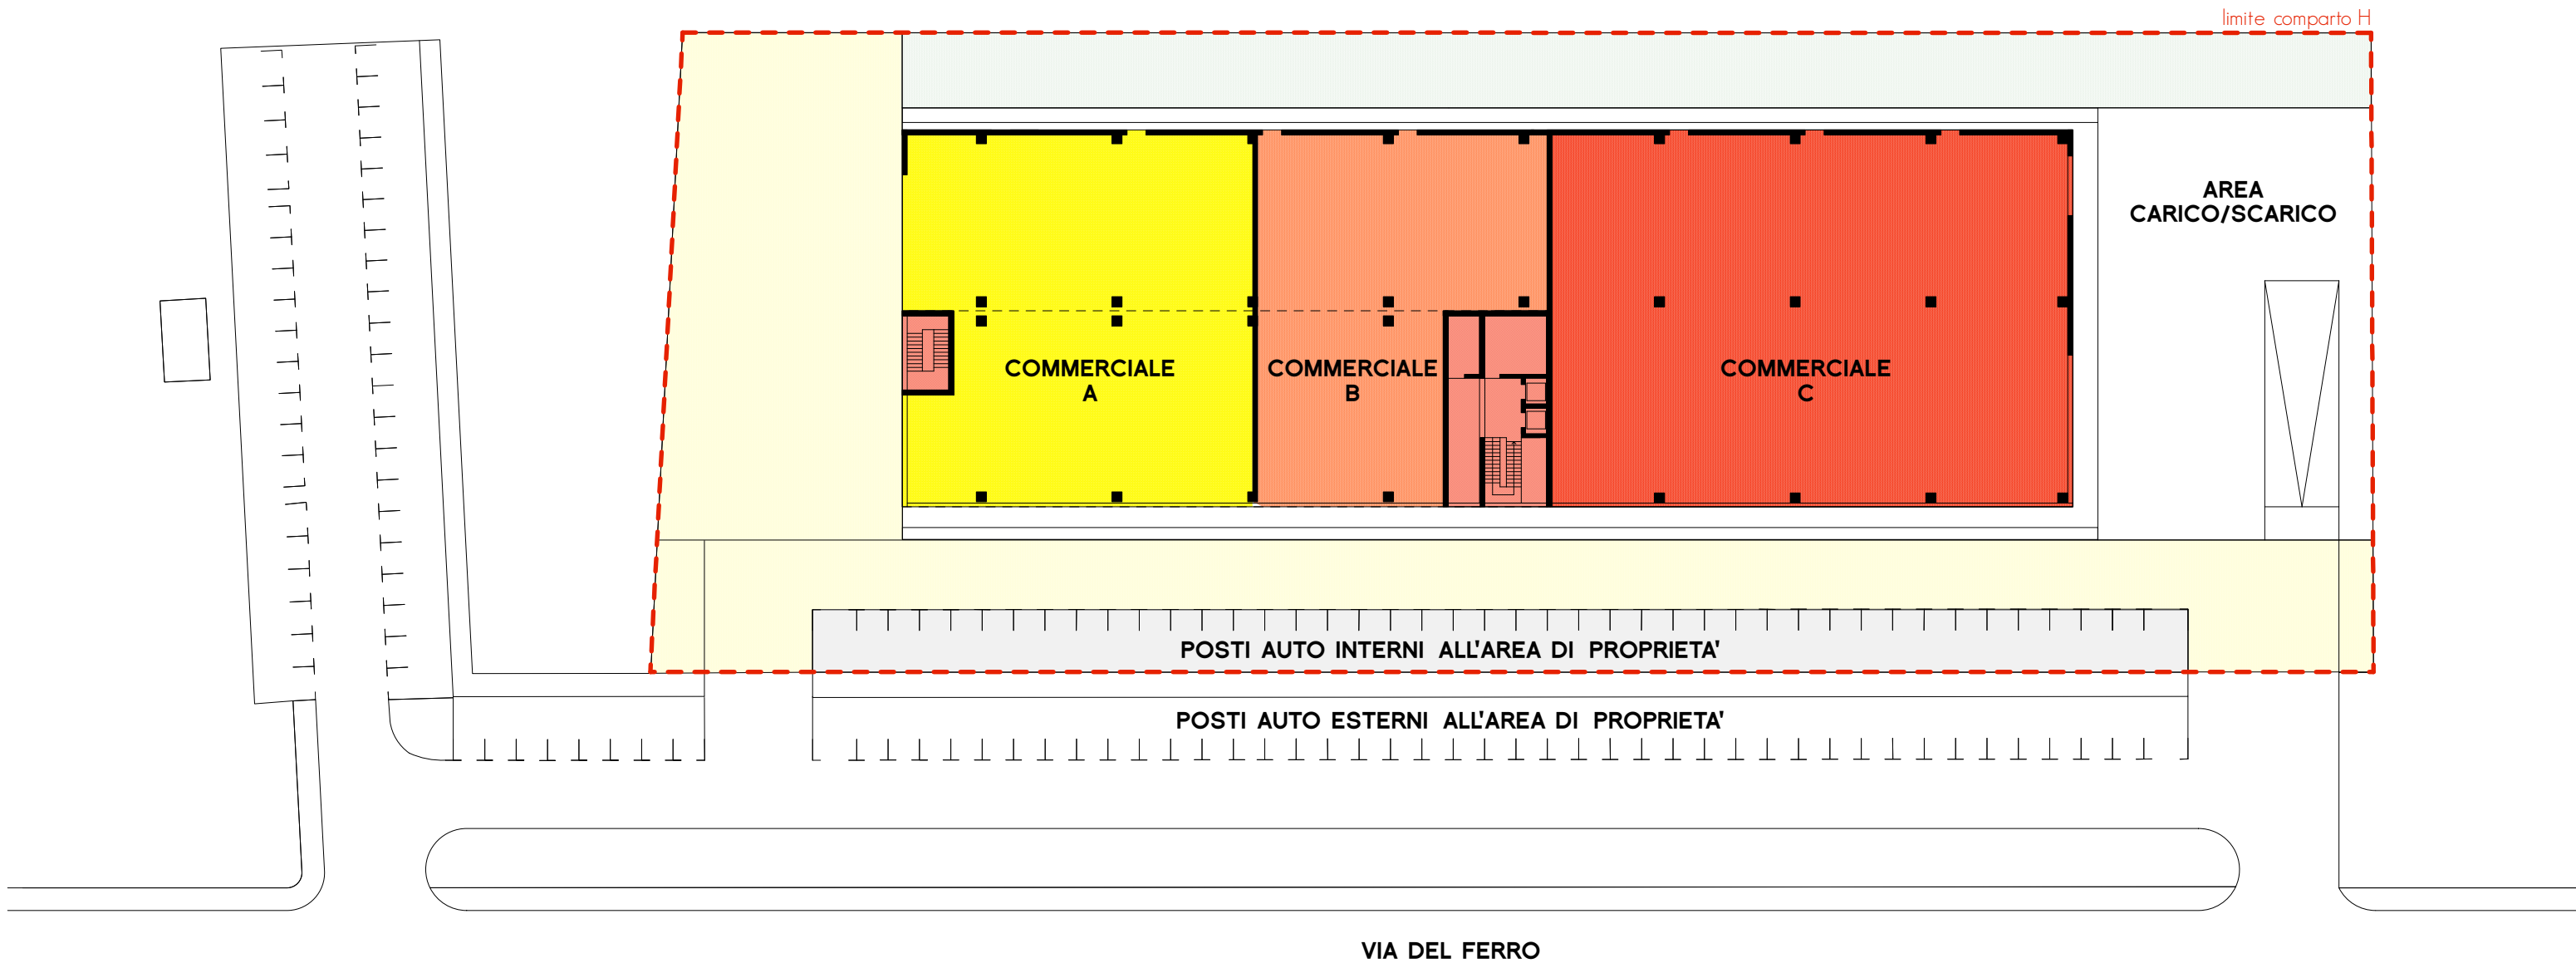 limite comparto H
AREA
CARICO/SCARICO
COMMERCIALE
A
COMMERCIALE
B
COMMERCIALE
C
POSTI AUTO INTERNI ALL'AREA DI PROPRIETA'
POSTI AUTO ESTERNI ALL'AREA DI PROPRIETA'
VIA DEL FERRO